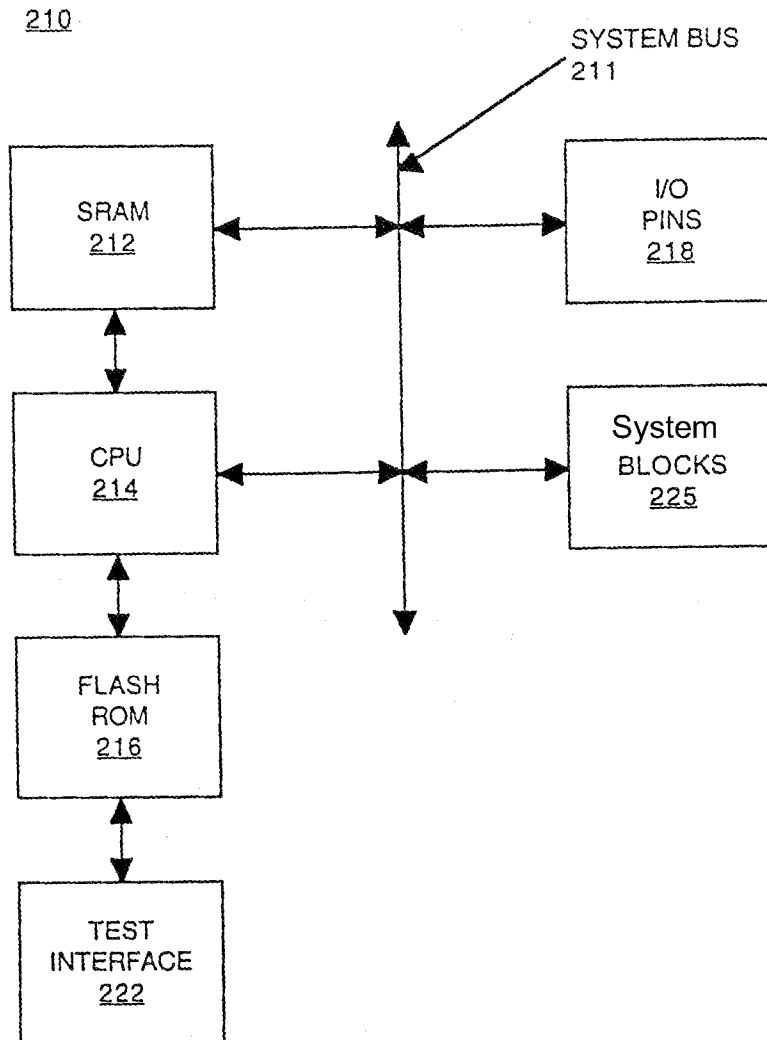 210
SYSTEM BUS
211
SRAM
212
I/O
PINS
218
CPU
214
System
BLOCKS
225
FLASH
ROM
216
TEST
INTERFACE
222